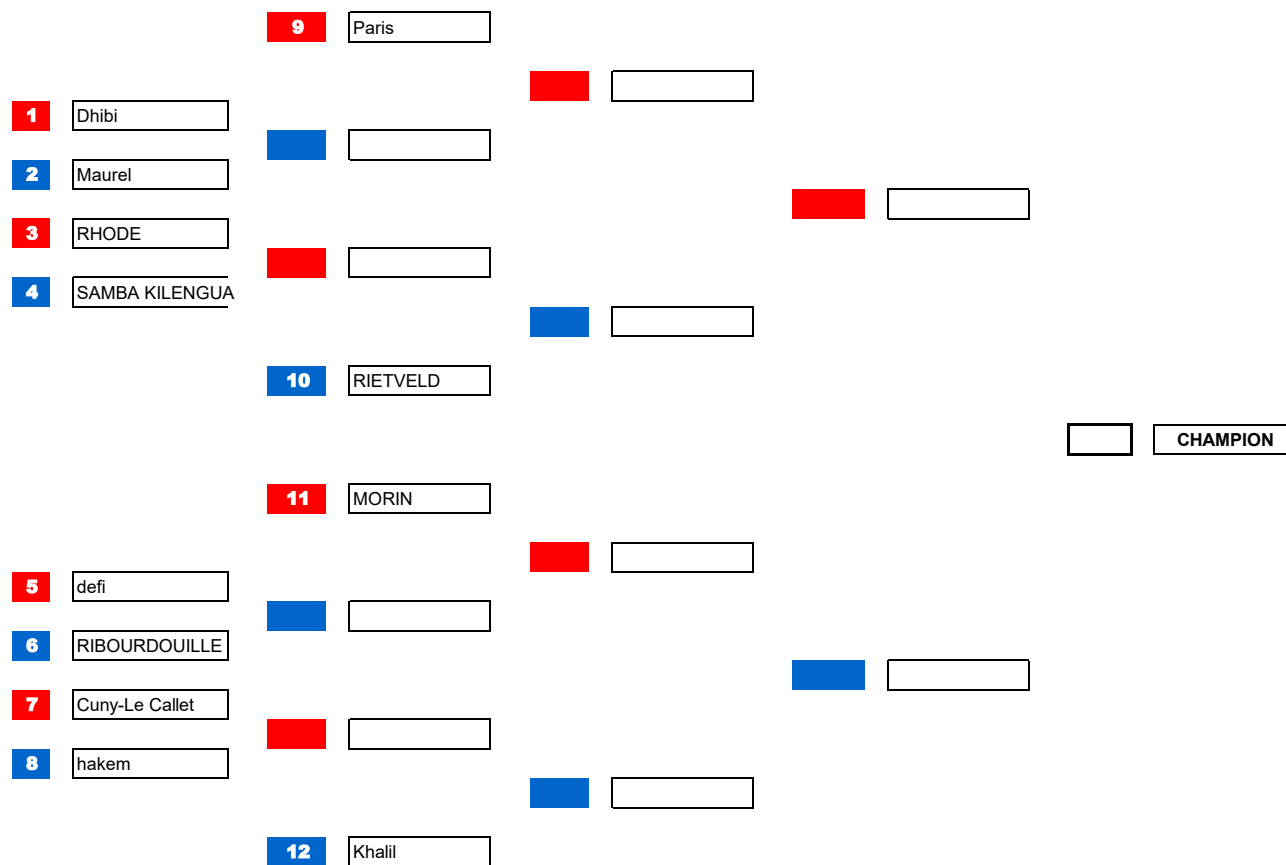 9 Paris
1 Dhibi
2 Maurel
3 RHODE
4 SAMBA KILENGUA
10 RIETVELD
CHAMPION
11 MORIN
5 defi
6 RIBOURDOUILLE
7 Cuny-Le Callet
8 hakem
12 Khalil